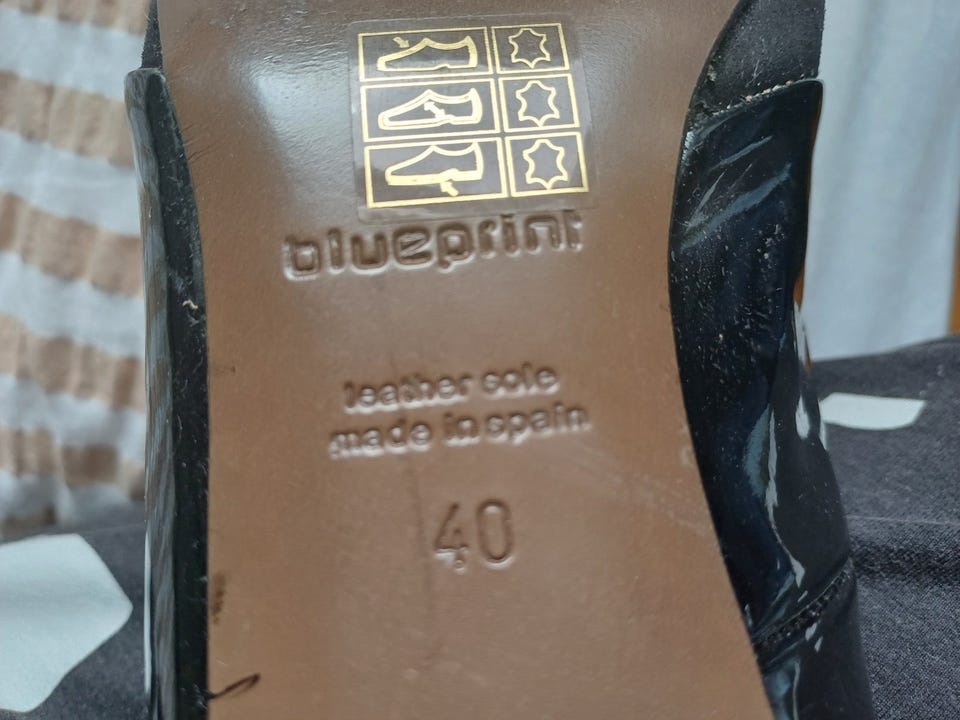 blueprint
leather sole
made in spain
40